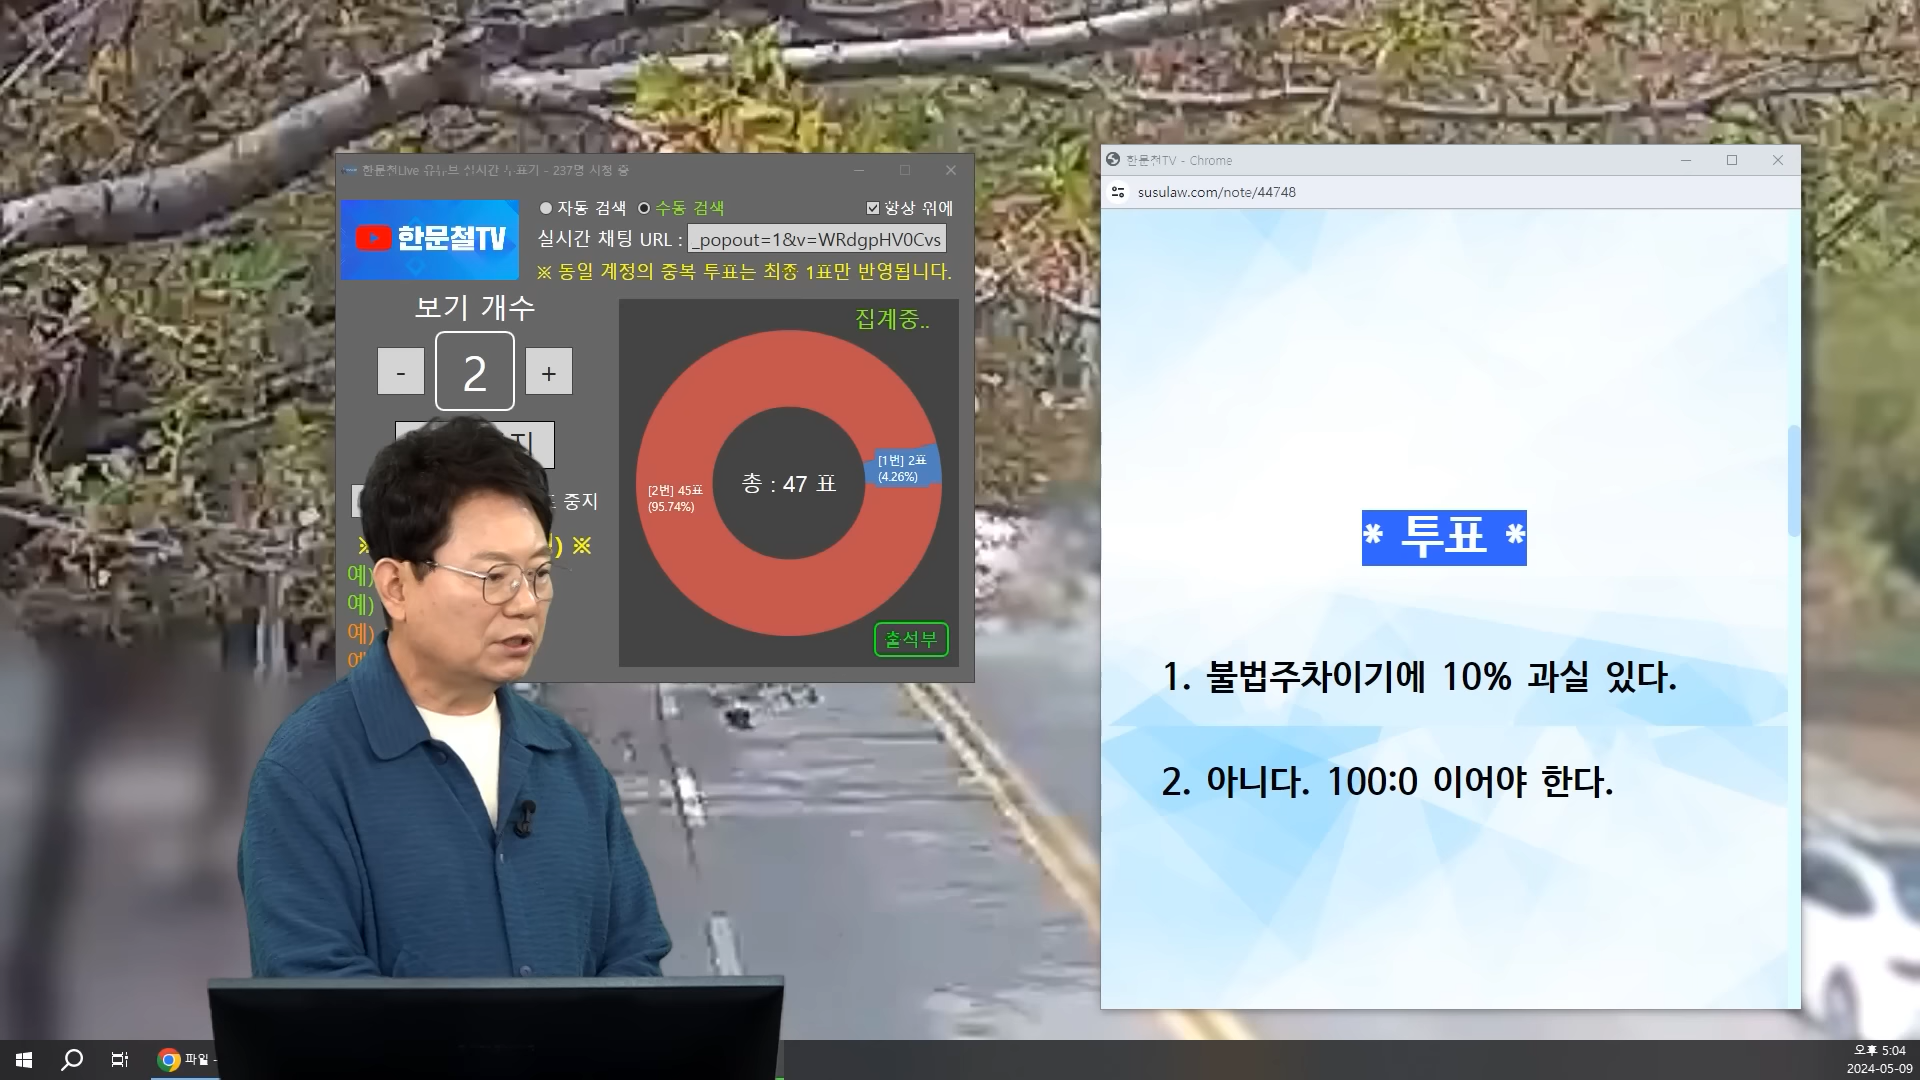 한문철Live 유튜브 실시간 투표기 - 237명 시청 중
한문철TV
자동 검색
수동 검색
항상 위에
실시간 채팅 URL :
_popout=1&v=WRdgpHV0Cvs
※ 동일 계정의 중복 투표는 최종 1표만 반영됩니다.
보기 개수
-
2
+
지
중지
※
) ※
예)
예)
예)
집계중..
[1번] 2표
(4.26%)
[2번] 45표
(95.74%)
총 : 47 표
출석부
한문철TV - Chrome
susulaw.com/note/44748
* 투표 *
1. 불법주차이기에 10% 과실 있다.
2. 아니다. 100:0 이어야 한다.
파일 -
오후 5:04
2024-05-09